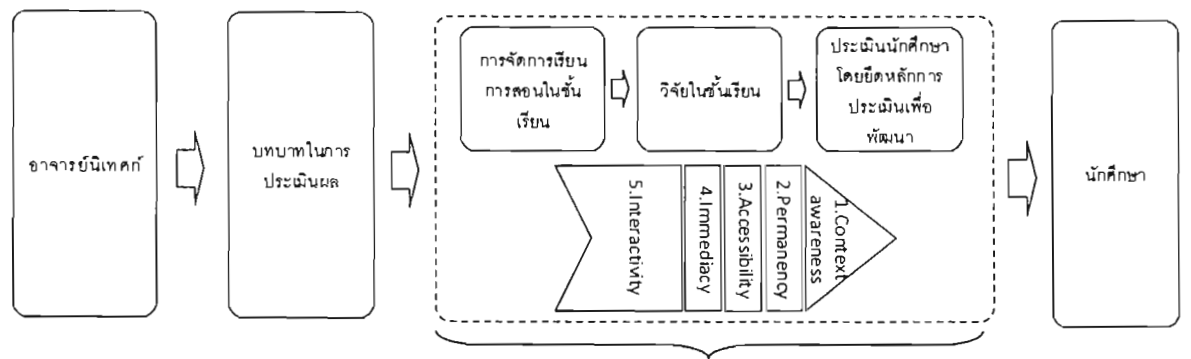 อาจารย์นิเทศก์
บทบาทในการ
ประเมินผล
การจัดการเรียน
การสอนในชั้น
เรียน
วิจัยในชั้นเรียน
ประเมินนักศึกษา
โดยยึดหลักการ
ประเมินเพื่อ
พัฒนา
5.Interactivity
4.Immediacy
3.Accessibility
2.Permanency
1.Context
awareness
นักศึกษา